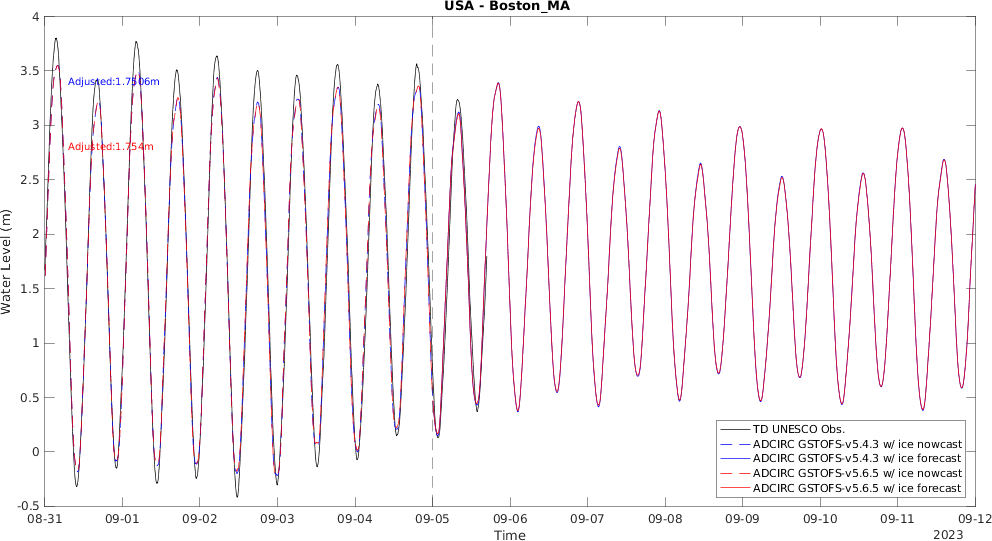 USA - Boston_MA
4
3.5
3
2.5
2
1.5
1
0.5
0
-0.5
Water Level (m)
Adjusted:1.7506m
Adjusted:1.754m
TD UNESCO Obs.
ADCIRC GSTOFS-v5.4.3 w/ ice nowcast
ADCIRC GSTOFS-v5.4.3 w/ ice forecast
ADCIRC GSTOFS-v5.6.5 w/ ice nowcast
ADCIRC GSTOFS-v5.6.5 w/ ice forecast
08-31 09-01 09-02 09-03 09-04 09-05 09-06 09-07 09-08 09-09 09-10 09-11 09-12
Time
2023